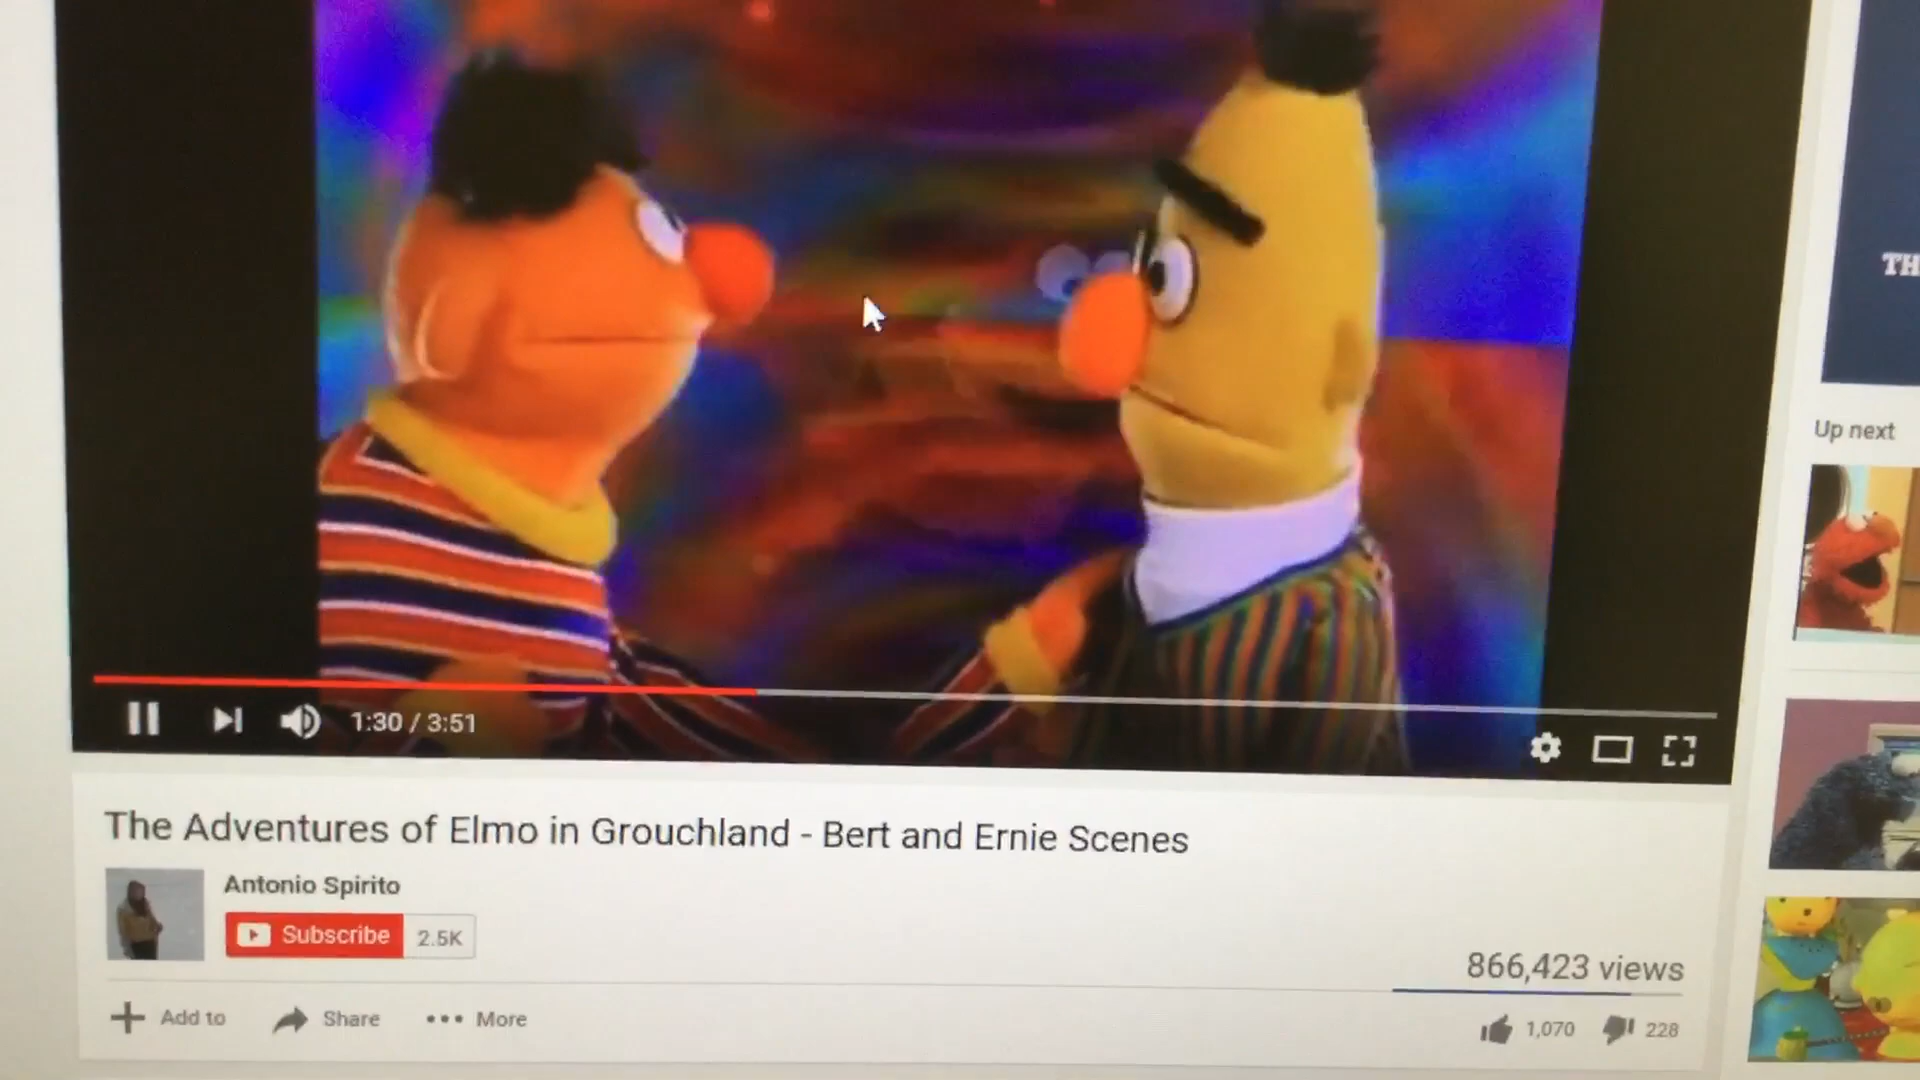 TH
1:30 / 3:51
Up next
The Adventures of Elmo in Grouchland - Bert and Ernie Scenes
Antonio Spirito
Subscribe 2.5K
866,423 views
Add to Share More
1,070 228